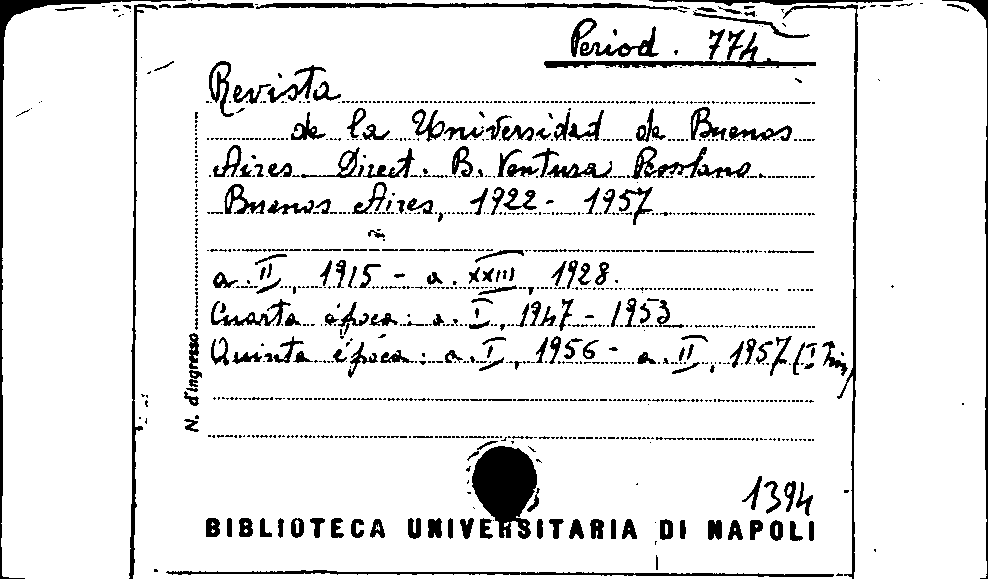 Period. 774.
Revista
de la Universidad de Buenos
Aires. Direct. B. Ventura
Buenos Aires, 1922 - 1957.
a. II, 1915 - a. XXIII, 1928.
Cuarta época: a. I, 1947 - 1953
Quinta época: a. I, 1956 - a. II, 1957 (I
N. d'ingresso
1394
BIBLIOTECA UNIVERSITARIA DI NAPOLI